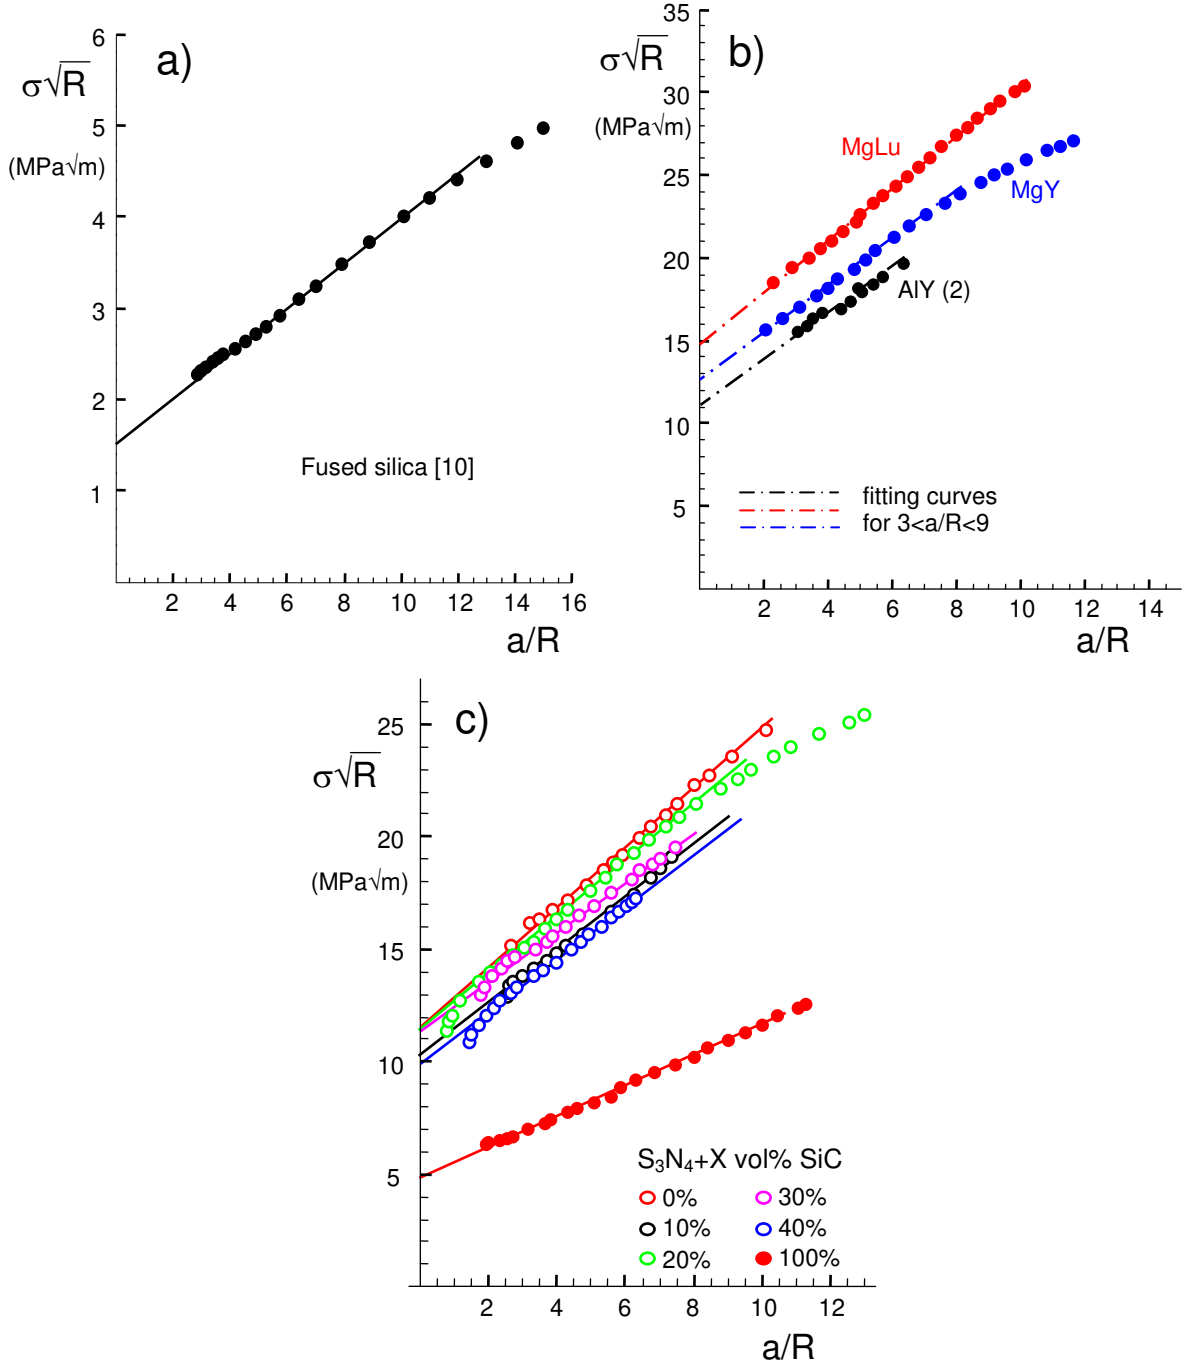 a)
σ√R
(MPa√m)
6
5
4
3
2
1
Fused silica [10]
2 4 6 8 10 12 14 16
a/R
b)
σ√R
(MPa√m)
35
30
25
20
15
10
5
MgLu
MgY
AlY (2)
fitting curves
for 3<a/R<9
2 4 6 8 10 12 14
a/R
c)
σ√R
(MPa√m)
25
20
15
10
5
S₃N₄+X vol% SiC
0% 30%
10% 40%
20% 100%
2 4 6 8 10 12
a/R